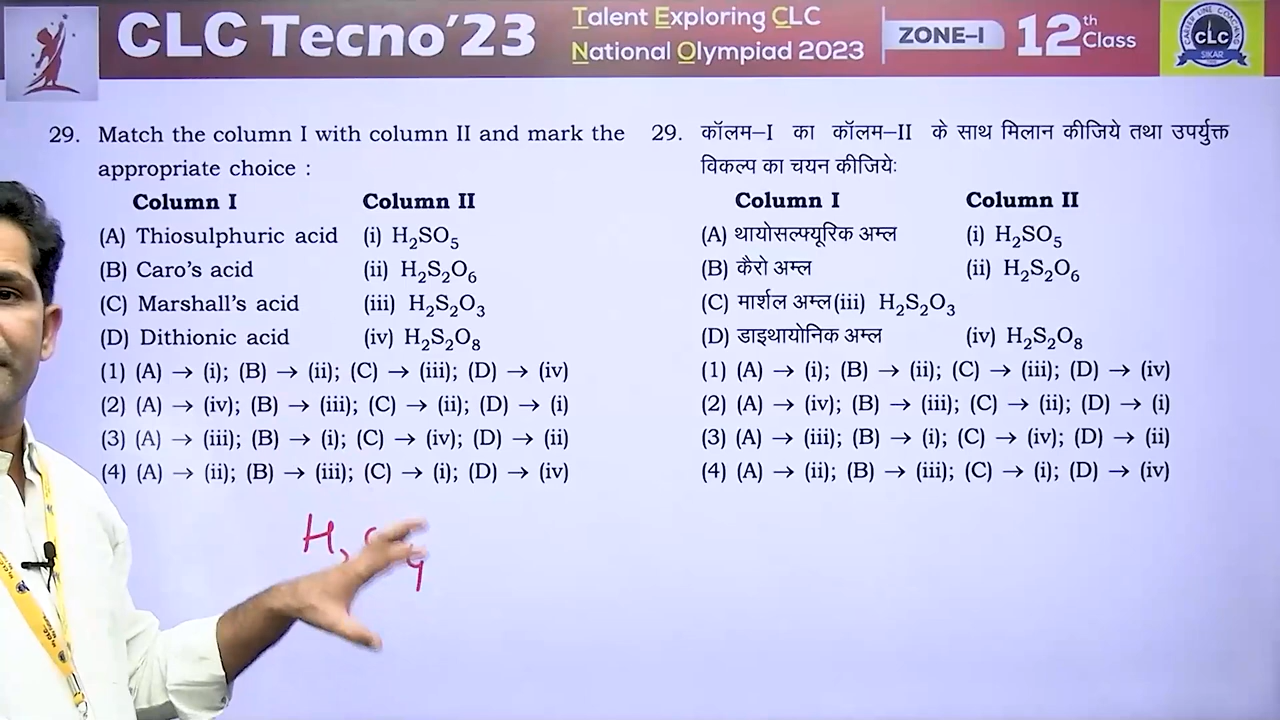 CLC Tecno'23
Talent Exploring CLC
National Olympiad 2023
ZONE–I
12th Class
CLC
SIKAR
29. Match the column I with column II and mark the
appropriate choice :
Column I Column II
(A) Thiosulphuric acid (i) H₂SO₅
(B) Caro's acid (ii) H₂S₂O₆
(C) Marshall's acid (iii) H₂S₂O₃
(D) Dithionic acid (iv) H₂S₂O₈
(1) (A) → (i); (B) → (ii); (C) → (iii); (D) → (iv)
(2) (A) → (iv); (B) → (iii); (C) → (ii); (D) → (i)
(3) (A) → (iii); (B) → (i); (C) → (iv); (D) → (ii)
(4) (A) → (ii); (B) → (iii); (C) → (i); (D) → (iv)
29. कॉलम–I का कॉलम–II के साथ मिलान कीजिये तथा उपर्युक्त
विकल्प का चयन कीजियेः
Column I Column II
(A) थायोसल्फ्यूरिक अम्ल (i) H₂SO₅
(B) कैरो अम्ल (ii) H₂S₂O₆
(C) मार्शल अम्ल(iii) H₂S₂O₃
(D) डाइथायोनिक अम्ल (iv) H₂S₂O₈
(1) (A) → (i); (B) → (ii); (C) → (iii); (D) → (iv)
(2) (A) → (iv); (B) → (iii); (C) → (ii); (D) → (i)
(3) (A) → (iii); (B) → (i); (C) → (iv); (D) → (ii)
(4) (A) → (ii); (B) → (iii); (C) → (i); (D) → (iv)